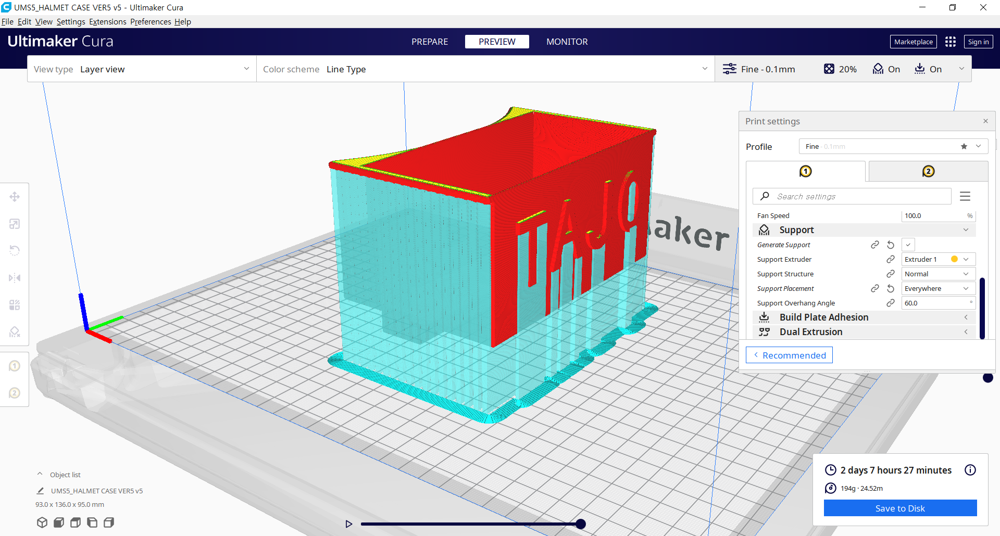 UMS5_HALMET CASE VER5 v5 - Ultimaker Cura
File Edit View Settings Extensions Preferences Help
Ultimaker Cura
PREPARE PREVIEW MONITOR
Marketplace Sign in
View type Layer view
Color scheme Line Type
Fine - 0.1mm 20% On On
Print settings
Profile Fine - 0.1mm
1 2
Search settings
Fan Speed 100.0 %
Support
Generate Support
Support Extruder Extruder 1
Support Structure Normal
Support Placement Everywhere
Support Overhang Angle 60.0 °
Build Plate Adhesion
Dual Extrusion
Recommended
TAJO
aker
1
2
Object list
UMS5_HALMET CASE VER5 v5
93.0 x 136.0 x 95.0 mm
2 days 7 hours 27 minutes
194g · 24.52m
Save to Disk